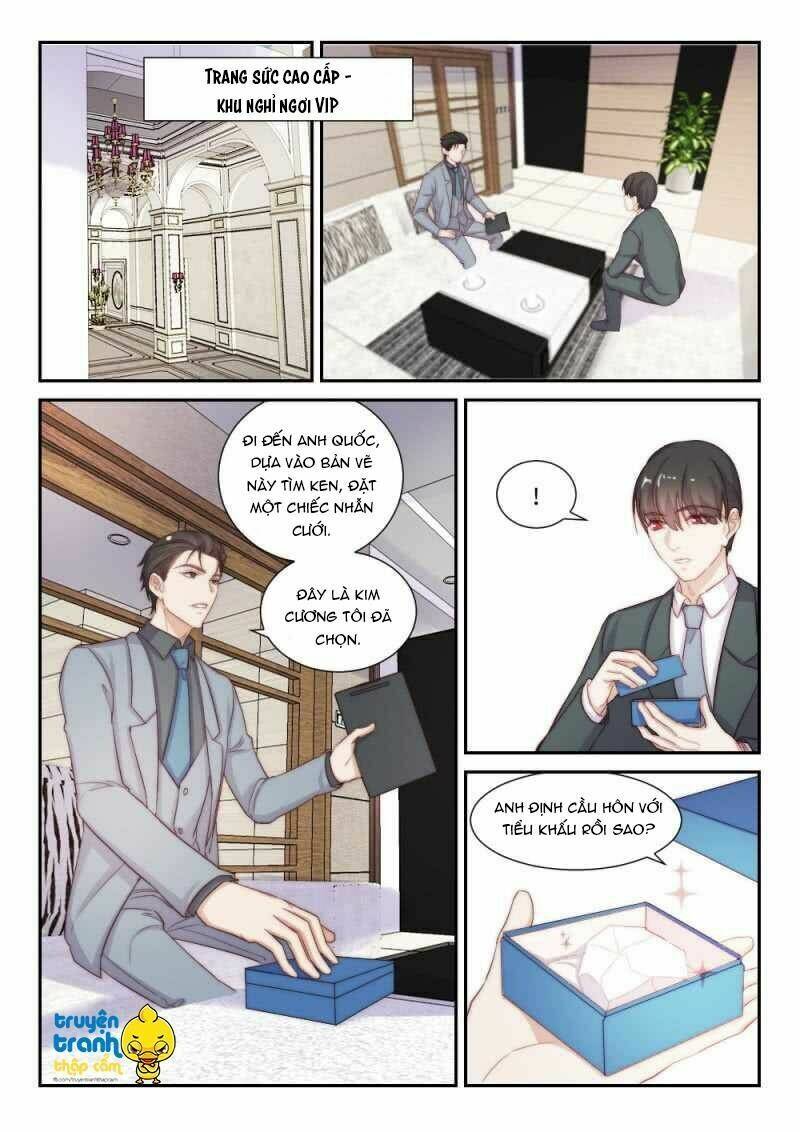 TRANG SỨC CAO CẤP -
KHU NGHỈ NGƠI VIP
ĐI ĐẾN ANH QUỐC,
DỰA VÀO BẢN VẼ
NÀY TÌM KEN, ĐẶT
MỘT CHIẾC NHẪN
CƯỚI.
ĐÂY LÀ KIM
CƯƠNG TÔI ĐÃ
CHỌN.
!
ANH ĐỊNH CẦU HÔN VỚI
TIỂU KHẤU RỒI SAO?
truyện
tranh
thập cẩm